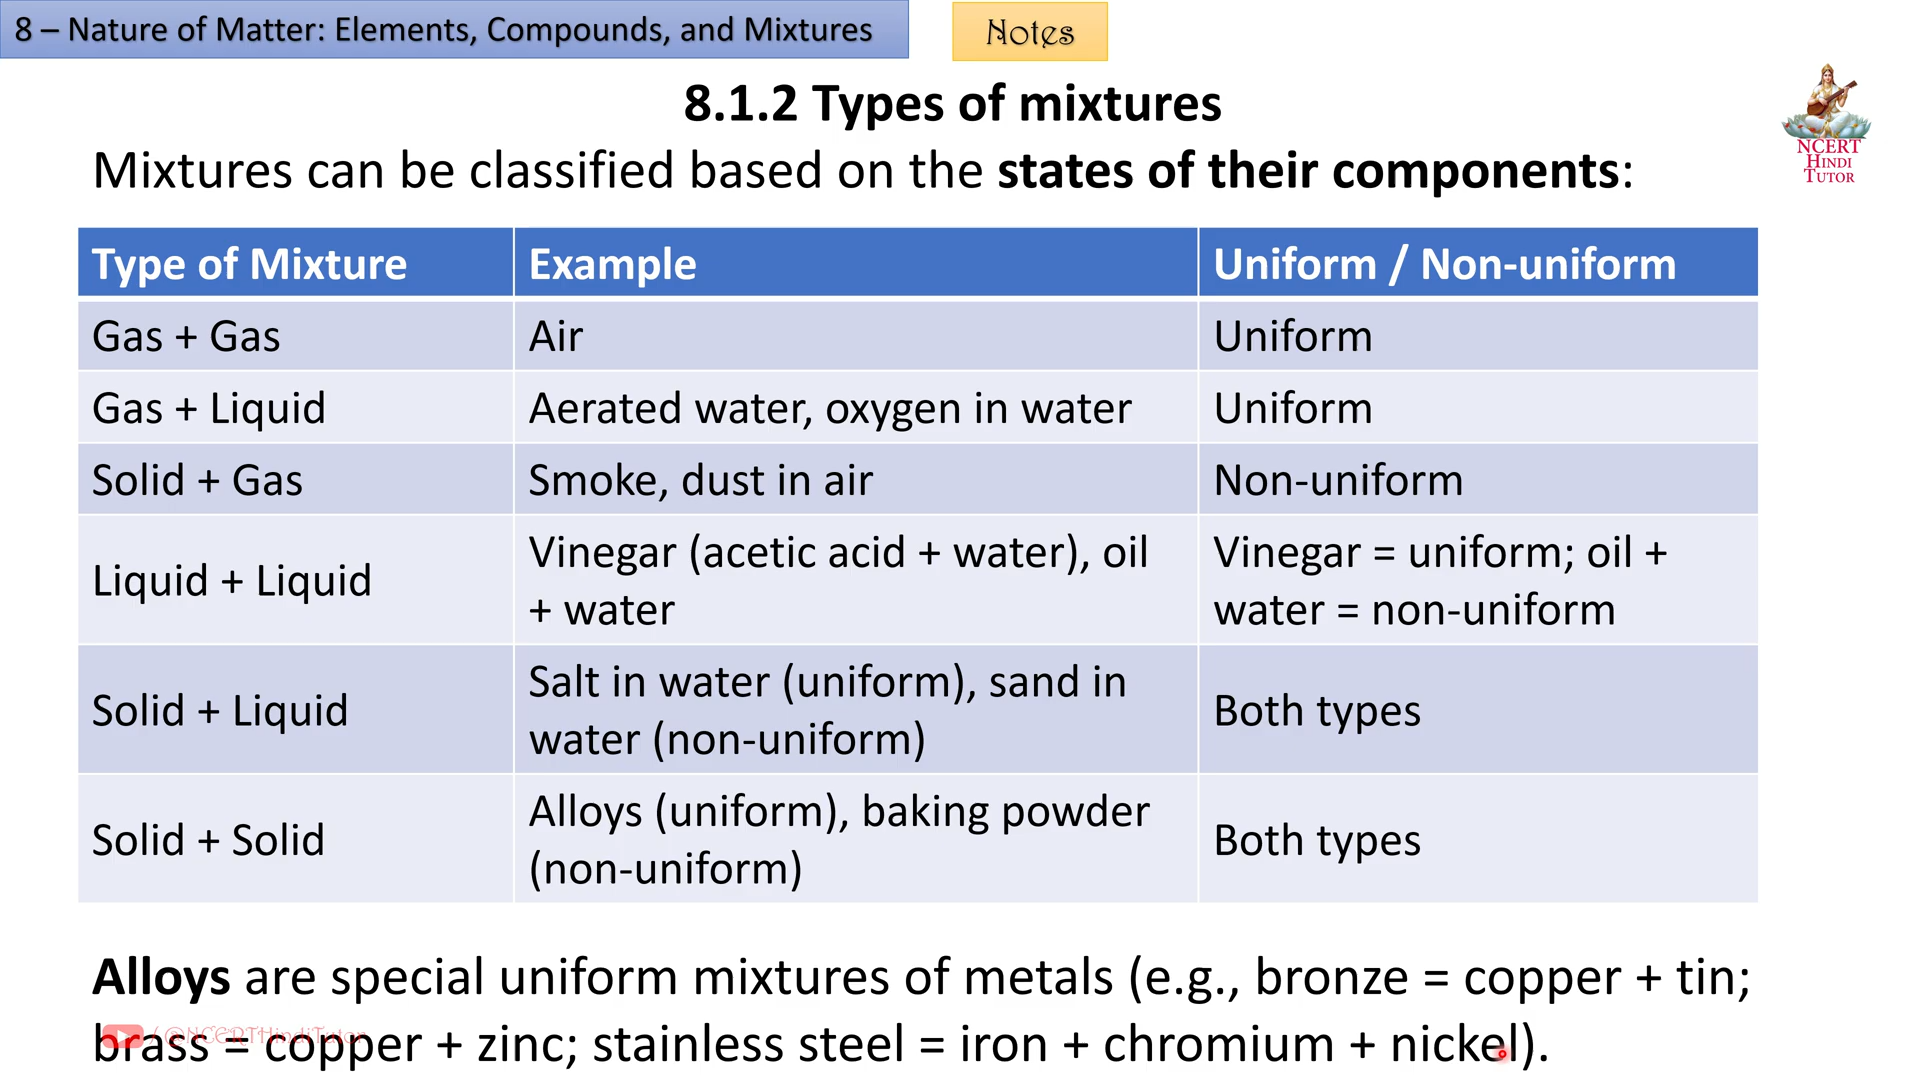 8 – Nature of Matter: Elements, Compounds, and Mixtures
Notes
8.1.2 Types of mixtures
Mixtures can be classified based on the states of their components:
NCERT
HINDI
TUTOR
Type of Mixture Example Uniform / Non-uniform
Gas + Gas Air Uniform
Gas + Liquid Aerated water, oxygen in water Uniform
Solid + Gas Smoke, dust in air Non-uniform
Liquid + Liquid Vinegar (acetic acid + water), oil
+ water
Vinegar = uniform; oil +
water = non-uniform
Solid + Liquid Salt in water (uniform), sand in
water (non-uniform)
Both types
Solid + Solid Alloys (uniform), baking powder
(non-uniform)
Both types
Alloys are special uniform mixtures of metals (e.g., bronze = copper + tin;
brass = copper + zinc; stainless steel = iron + chromium + nickel).
/ @NCERTHindiTutor